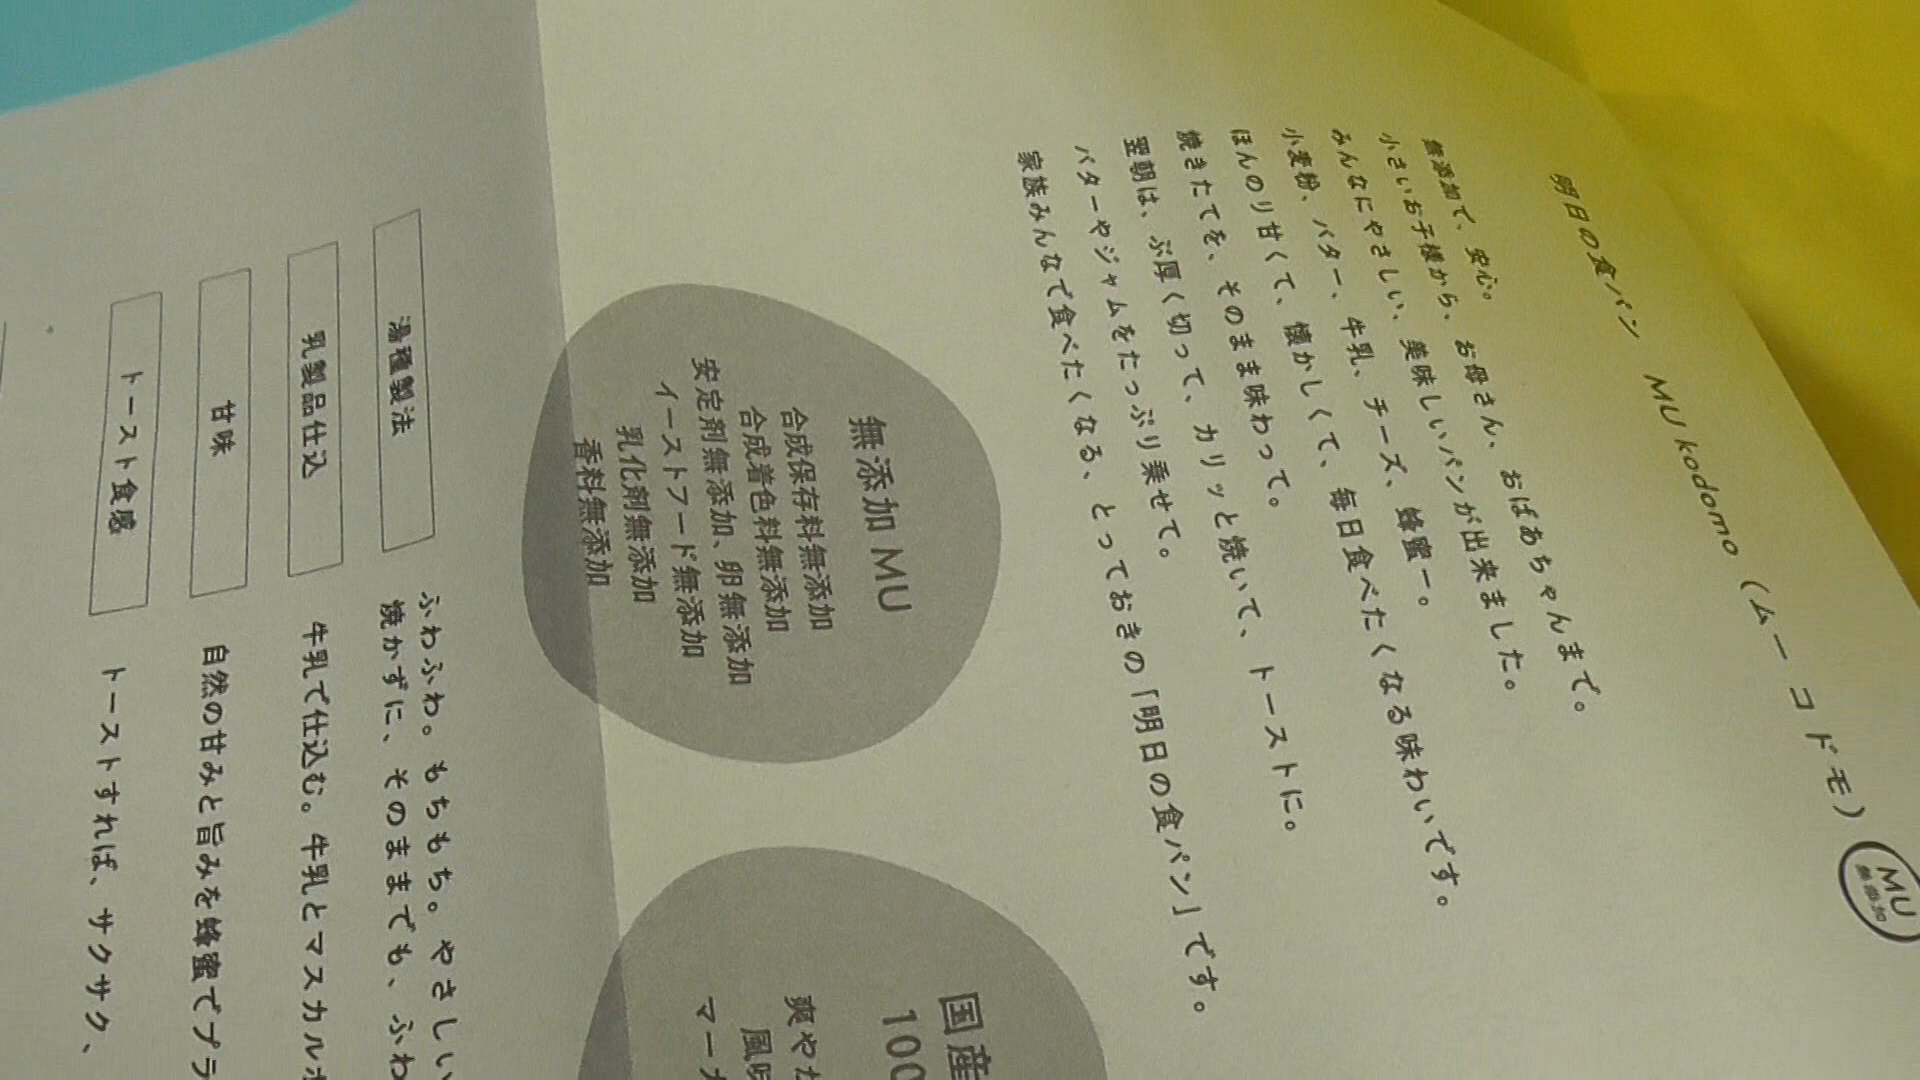 明日の食パン MU kodomo（ムー コドモ）
MU
無添加
無添加で、安心。お母さん、おばあちゃんまで。
小さいお子様から、美味しいパンが出来ました。
みんなにやさしい、
小麦粉、バター、牛乳、チーズ、蜂蜜ー。
ほんのり甘くて、懐かしくて、毎日食べたくなる味わいです。
焼きたてを、そのまま味わって。
翌朝は、ぶ厚く切って、カリッと焼いて、トーストに。
バターやジャムをたっぷり乗せて。
家族みんなで食べたくなる、とっておきの「明日の食パン」です。
無添加 MU
合成保存料無添加
合成着色料無添加
安定剤無添加、卵無添加
イーストフード無添加
乳化剤無添加
香料無添加
国産
100
爽やか
風味
マー
湯種製法
ふわふわ。もちもち。やさしい
焼かずに、そのままでも、ふわ
乳製品仕込
牛乳で仕込む。牛乳とマスカルポ
甘味
自然の甘みと旨みを蜂蜜でプラ
トースト食感
トーストすれば、サクサク、